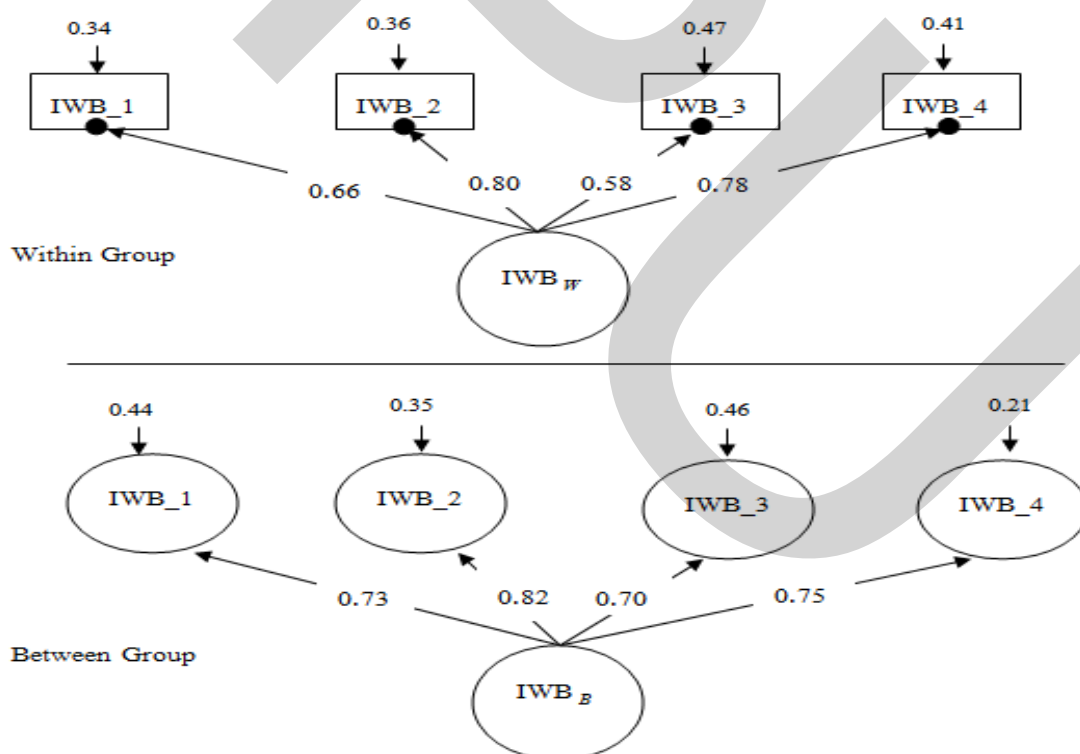 0.34 0.36 0.47 0.41
IWB_1 IWB_2 IWB_3 IWB_4
0.66 0.80 0.58 0.78
Within Group
IWB W
0.44 0.35 0.46 0.21
IWB_1 IWB_2 IWB_3 IWB_4
0.73 0.82 0.70 0.75
Between Group
IWB B